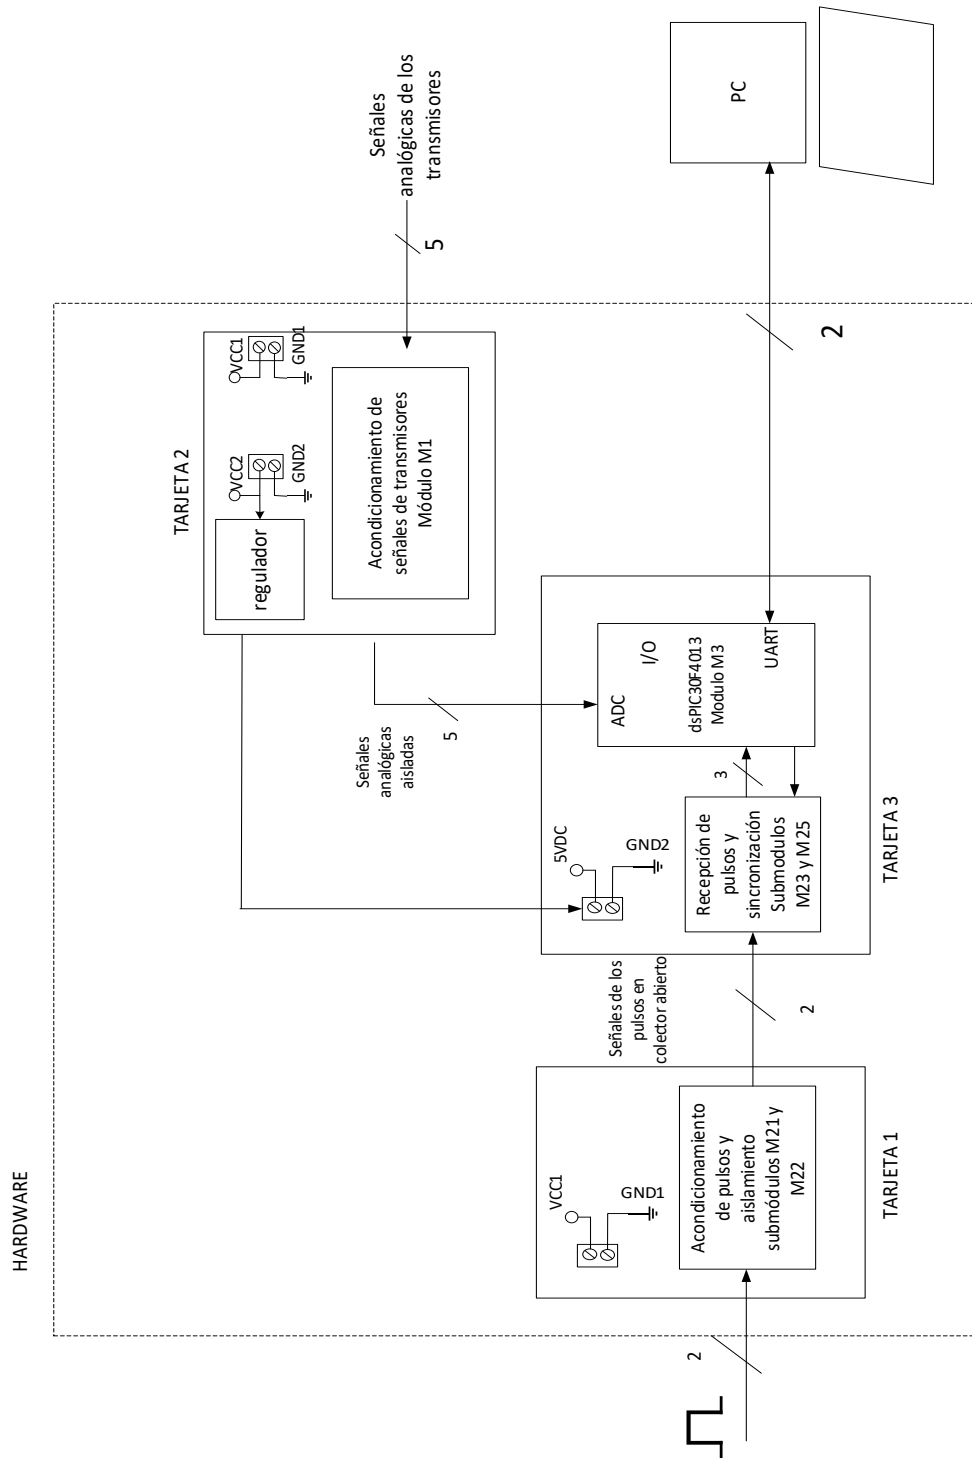 HARDWARE
TARJETA 2
regulador
VCC2
GND2
VCC1
GND1
Acondicionamiento de
señales de transmisores
Módulo M1
Señales
analógicas de los
transmisores
5
Señales
analógicas
aisladas
5
VCC1
GND1
Acondicionamiento
de pulsos y
aislamiento
submódulos M21 y
M22
TARJETA 1
2
Señales de los
pulsos en
colector abierto
2
5VDC
GND2
Recepción de
pulsos y
sincronización
Submodulos
M23 y M25
3
ADC
I/O
dsPIC30F4013
Modulo M3
UART
TARJETA 3
2
PC